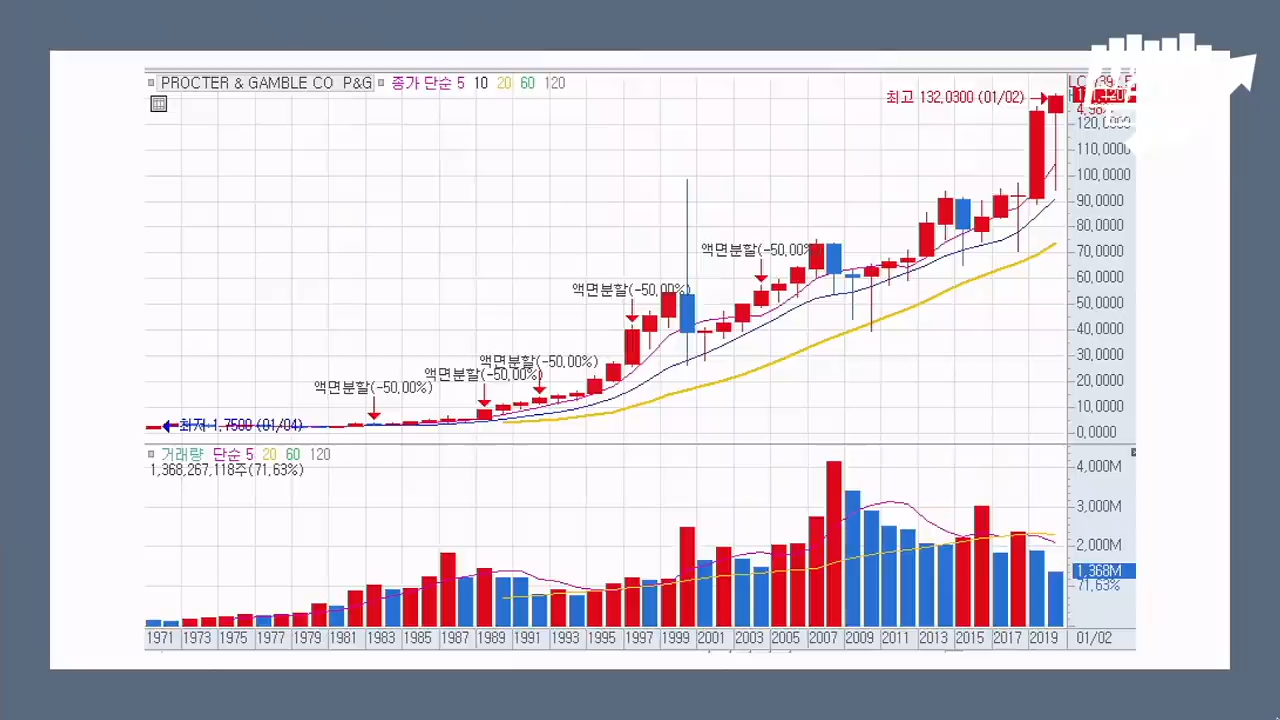 PROCTER & GAMBLE CO P&G 종가 단순 5 10 20 60 120
최고 132,0300 (01/02)
120,0000
110,0000
100,0000
90,0000
액면분할(-50,00%)
80,0000
70,0000
60,0000
액면분할(-50,00%)
50,0000
40,0000
액면분할(-50,00%)
30,0000
액면분할(-50,00%)
액면분할(-50,00%)
20,0000
10,0000
최저 1,7500 (01/04)
0,0000
거래량 단순 5 20 60 120
1,368,267,118주(71,63%)
4,000M
3,000M
2,000M
1,368M
71,63%
1971 1973 1975 1977 1979 1981 1983 1985 1987 1989 1991 1993 1995 1997 1999 2001 2003 2005 2007 2009 2011 2013 2015 2017 2019 01/02